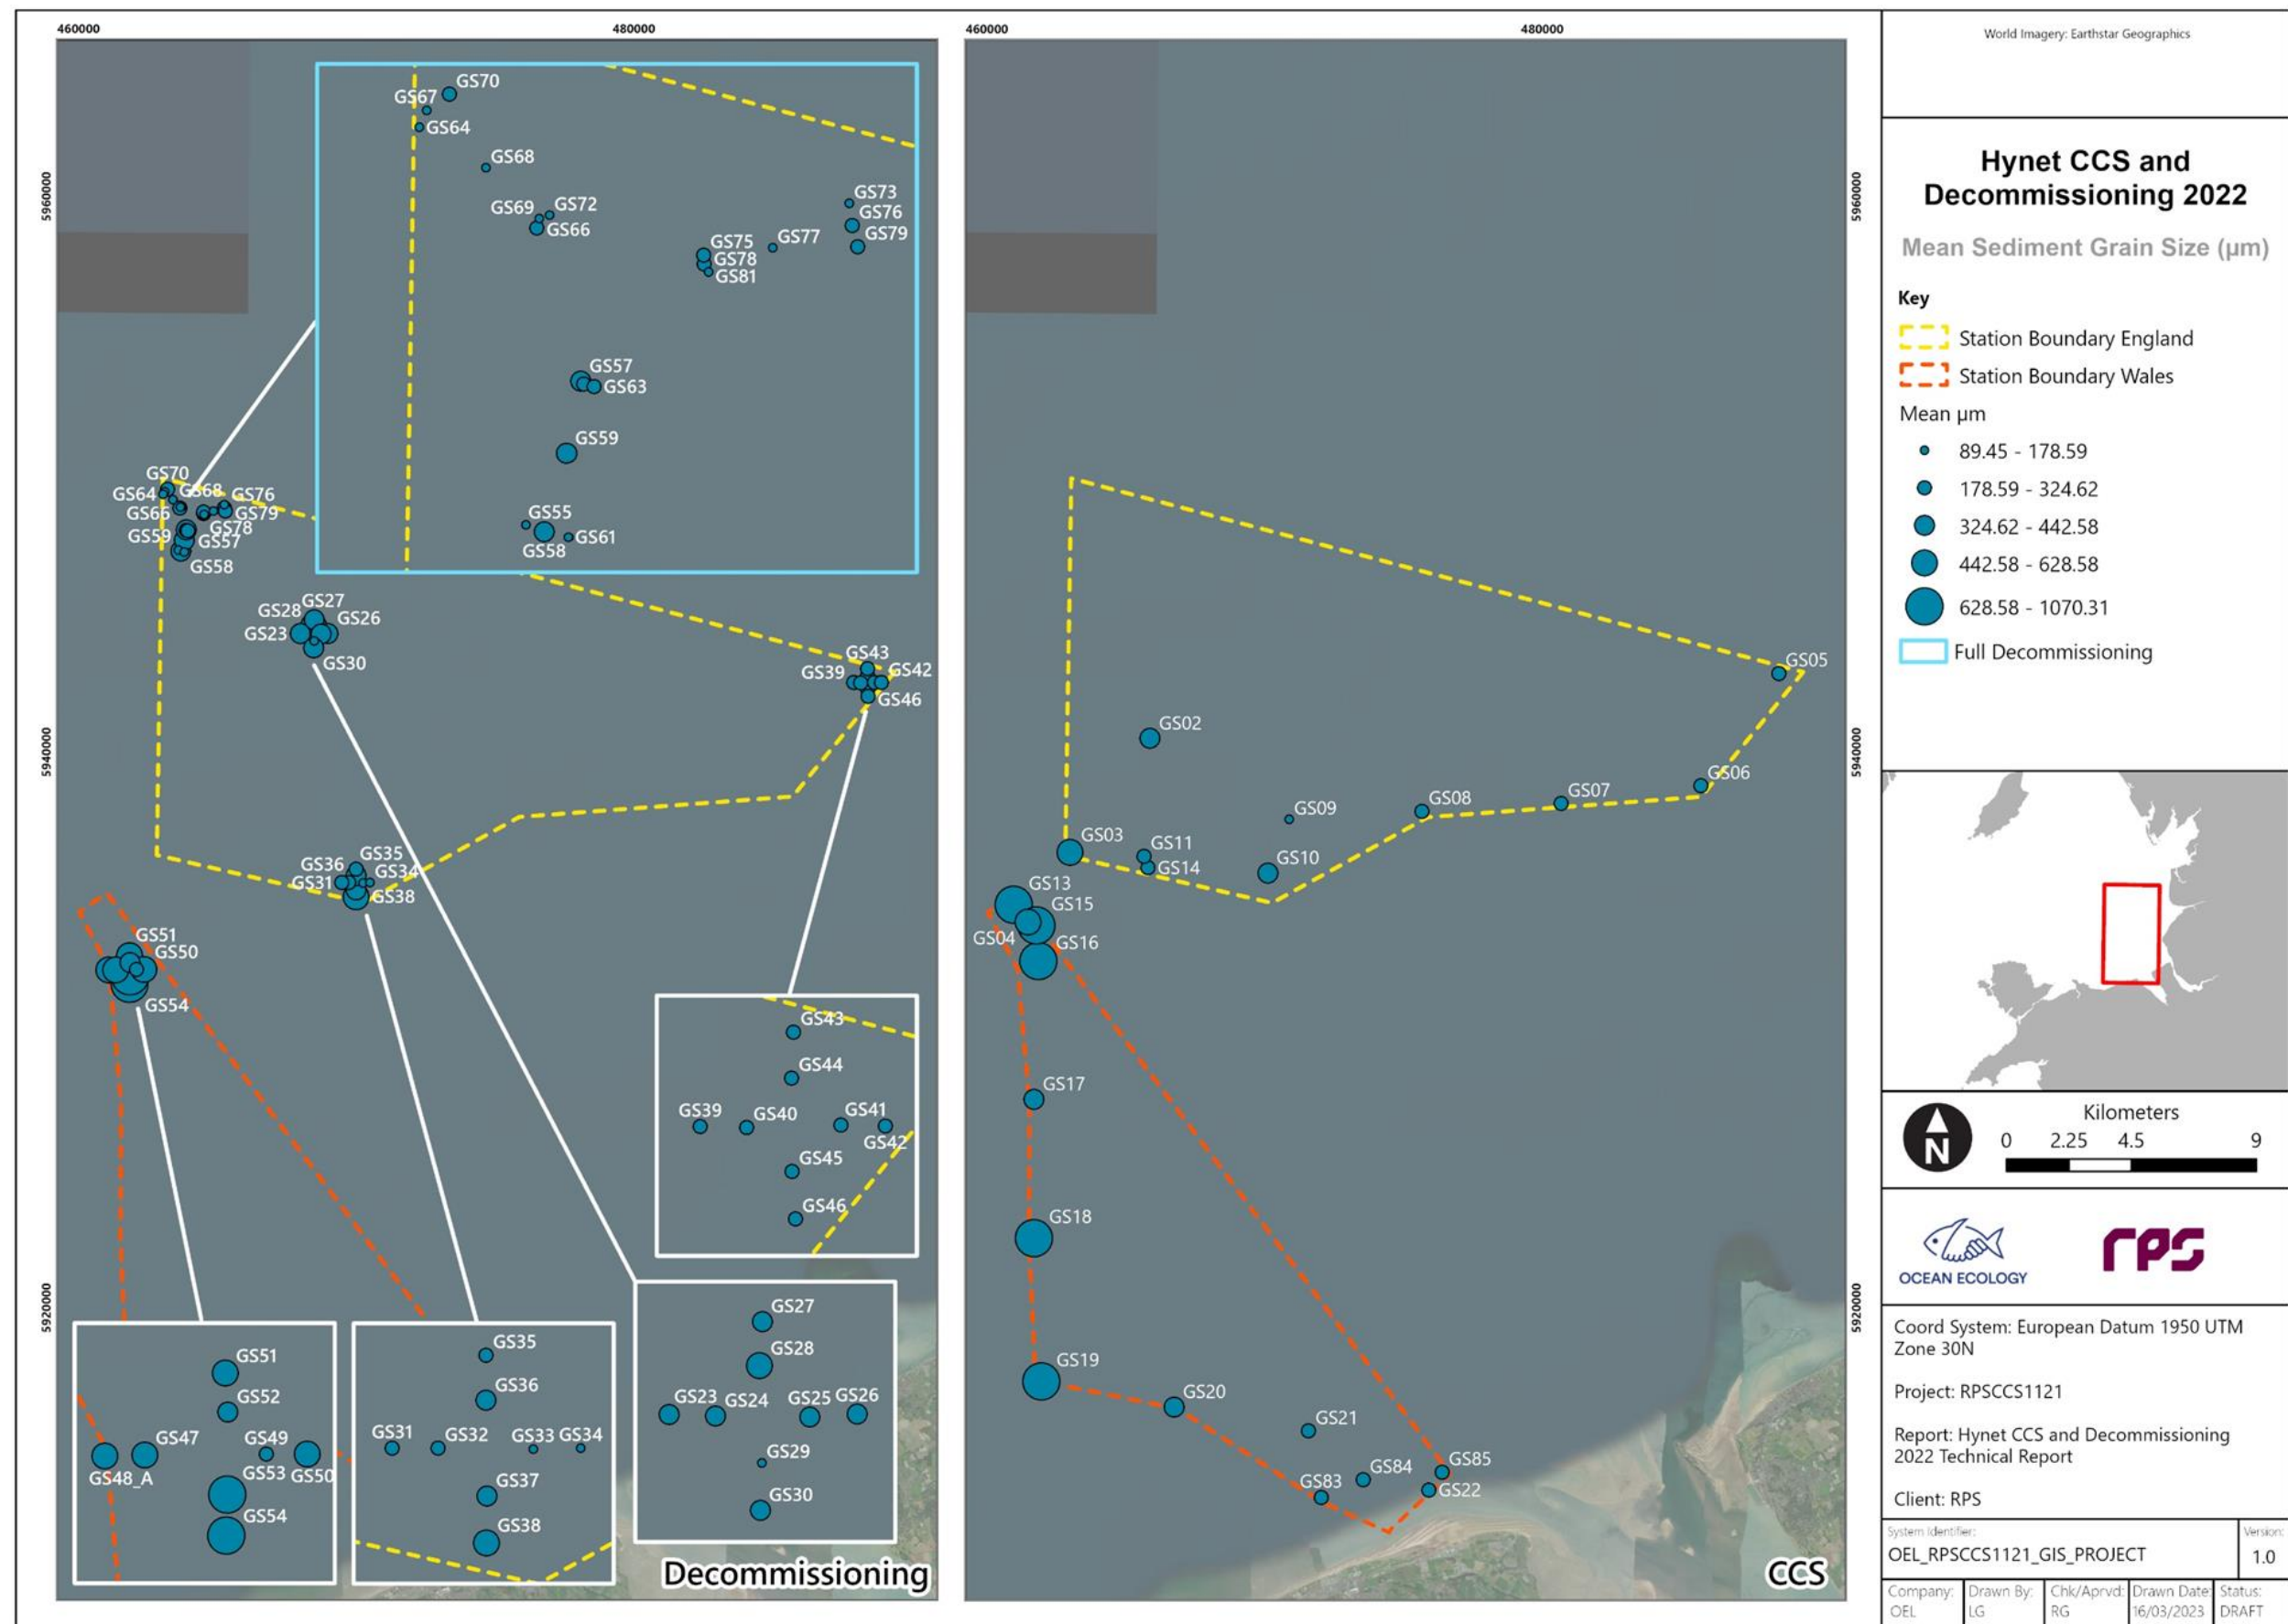 460000
480000
460000
480000
5960000
5940000
5920000
5960000
5940000
5920000
GS70
GS67
GS64
GS68
GS69
GS72
GS66
GS73
GS76
GS79
GS75
GS77
GS78
GS81
GS57
GS63
GS59
GS55
GS58
GS61
GS70
GS64
GS68
GS76
GS66
GS79
GS78
GS59
GS57
GS58
GS27
GS28
GS26
GS23
GS30
GS43
GS39
GS42
GS46
GS35
GS36
GS34
GS31
GS38
GS51
GS50
GS54
GS43
GS44
GS39
GS40
GS41
GS42
GS45
GS46
GS51
GS52
GS47
GS49
GS48_A
GS53
GS50
GS54
GS35
GS36
GS31
GS32
GS33
GS34
GS37
GS38
GS27
GS28
GS23
GS24
GS25
GS26
GS29
GS30
Decommissioning
GS05
GS02
GS06
GS07
GS08
GS09
GS03
GS11
GS14
GS10
GS13
GS15
GS04
GS16
GS17
GS18
GS19
GS20
GS21
GS84
GS85
GS83
GS22
CCS
World Imagery: Earthstar Geographics
Hynet CCS and
Decommissioning 2022
Mean Sediment Grain Size (µm)
Key
Station Boundary England
Station Boundary Wales
Mean µm
89.45 - 178.59
178.59 - 324.62
324.62 - 442.58
442.58 - 628.58
628.58 - 1070.31
Full Decommissioning
N
Kilometers
0 2.25 4.5 9
OCEAN ECOLOGY
rps
Coord System: European Datum 1950 UTM
Zone 30N
Project: RPSCCS1121
Report: Hynet CCS and Decommissioning
2022 Technical Report
Client: RPS
System Identifier:
OEL_RPSCCS1121_GIS_PROJECT
Version:
1.0
Company:
OEL
Drawn By:
LG
Chk/Aprvd:
RG
Drawn Date:
16/03/2023
Status:
DRAFT